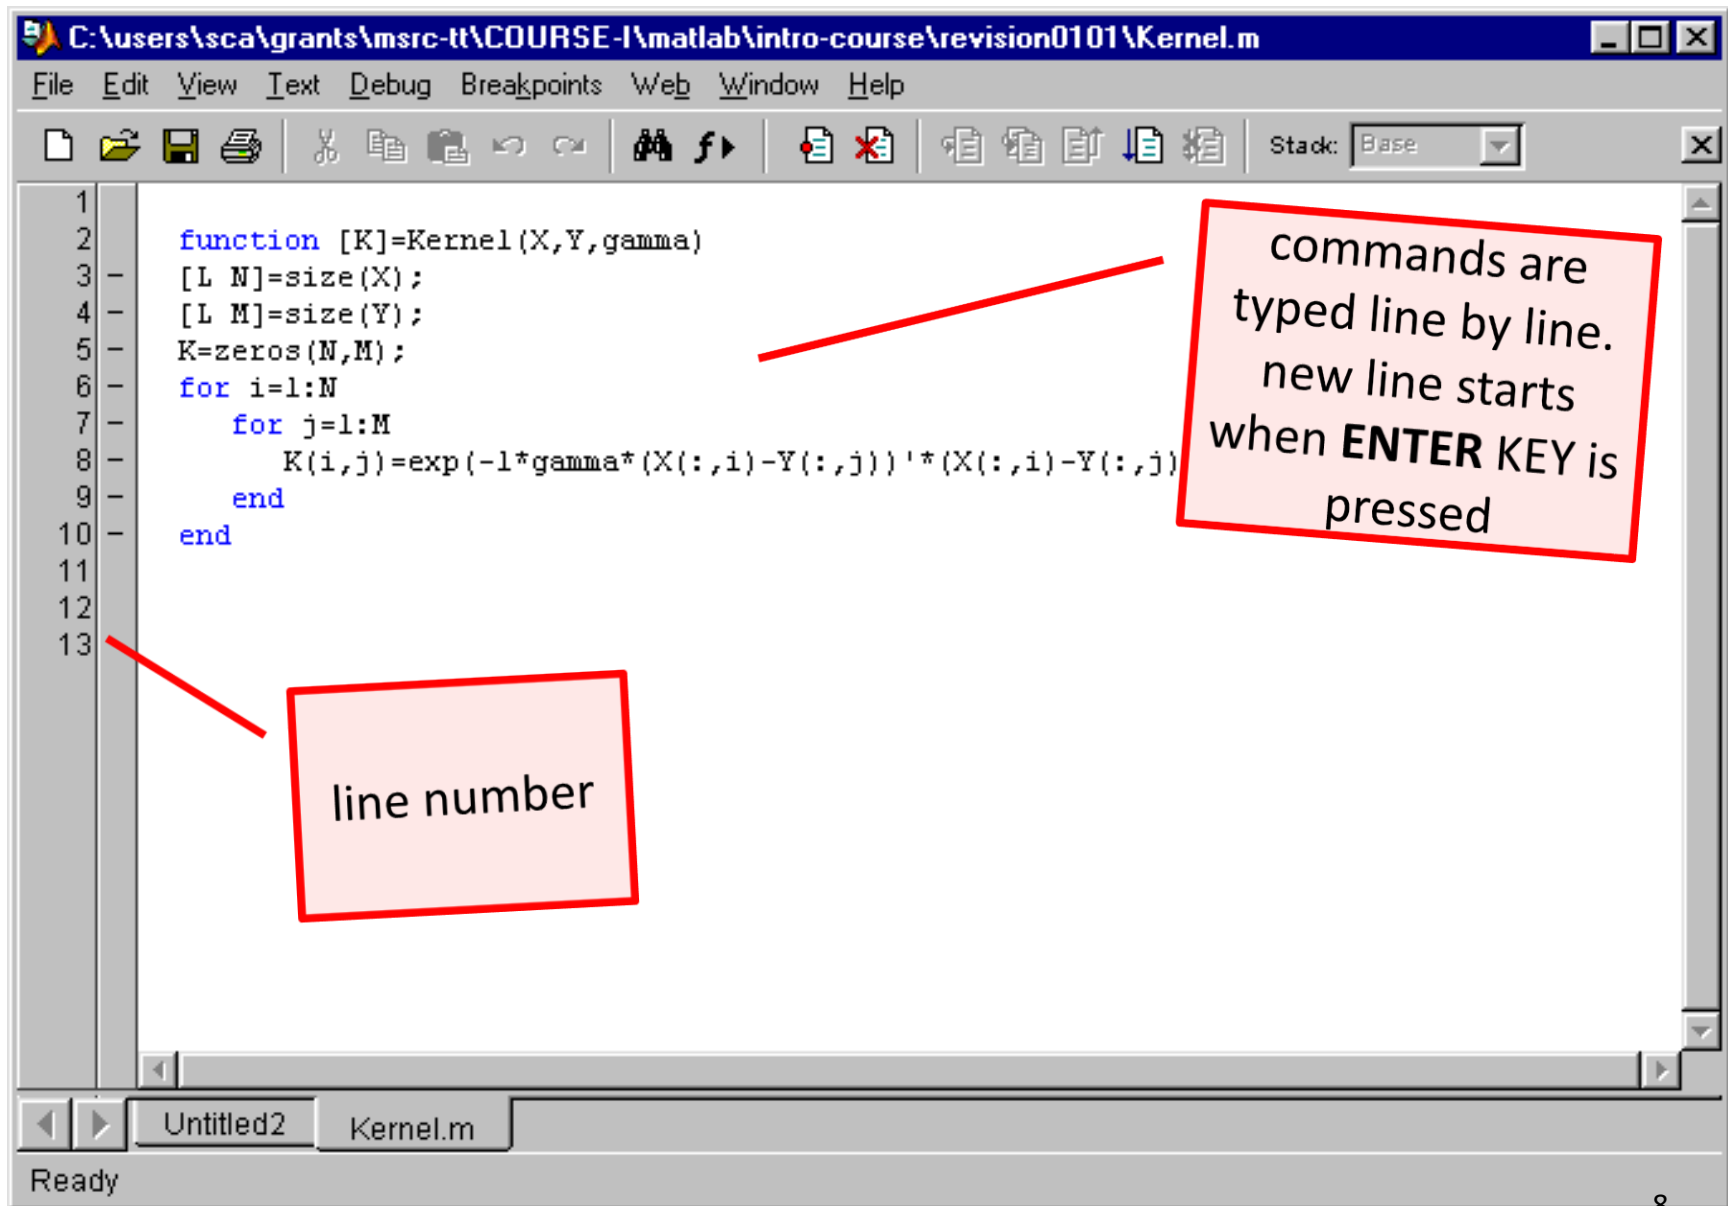 C:\users\sca\grants\msrc-tt\COURSE-I\matlab\intro-course\revision0101\Kernel.m
File Edit View Text Debug Breakpoints Web Window Help
Stack: Base
1
2 function [K]=Kernel(X,Y,gamma)
3 – [L N]=size(X);
4 – [L M]=size(Y);
5 – K=zeros(N,M);
6 – for i=1:N
7 – for j=1:M
8 – K(i,j)=exp(-1*gamma*(X(:,i)-Y(:,j))'*(X(:,i)-Y(:,j)
9 – end
10 – end
11
12
13
commands are
typed line by line.
new line starts
when ENTER KEY is
pressed
line number
Untitled2 Kernel.m
Ready
8